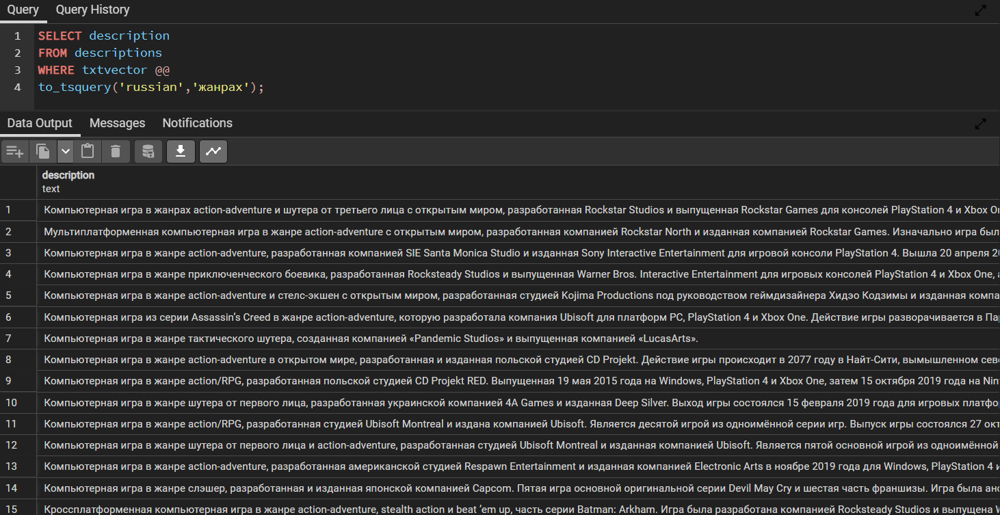 Query Query History
1 SELECT description
2 FROM descriptions
3 WHERE txtvector @@
4 to_tsquery('russian','жанрах');
Data Output Messages Notifications
description
text
1 Компьютерная игра в жанрах action-adventure и шутера от третьего лица с открытым миром, разработанная Rockstar Studios и выпущенная Rockstar Games для консолей PlayStation 4 и Xbox
2 Мультиплатформенная компьютерная игра в жанре action-adventure с открытым миром, разработанная компанией Rockstar North и изданная компанией Rockstar Games. Изначально игра
3 Компьютерная игра в жанре action-adventure, разработанная компанией SIE Santa Monica Studio и изданная Sony Interactive Entertainment для игровой консоли PlayStation 4. Вышла 20 апреля
4 Компьютерная игра в жанре приключенческого боевика, разработанная Rocksteady Studios и выпущенная Warner Bros. Interactive Entertainment для игровых консолей PlayStation 4 и Xbox One,
5 Компьютерная игра в жанре action-adventure и стелс-экшен с открытым миром, разработанная студией Kojima Productions под руководством геймдизайнера Хидэо Кодзимы и изданная
6 Компьютерная игра из серии Assassin’s Creed в жанре action-adventure, которую разработала компания Ubisoft для платформ PC, PlayStation 4 и Xbox One. Действие игры разворачивается в
7 Компьютерная игра в жанре тактического шутера, созданная компанией «Pandemic Studios» и выпущенная компанией «LucasArts».
8 Компьютерная игра в жанре action-adventure в открытом мире, разработанная и изданная польской студией CD Projekt. Действие игры происходит в 2077 году в Найт-Сити, вымышленном
9 Компьютерная игра в жанре action/RPG, разработанная польской студией CD Projekt RED. Выпущенная 19 мая 2015 года на Windows, PlayStation 4 и Xbox One, затем 15 октября 2019 года на
10 Компьютерная игра в жанре шутера от первого лица, разработанная украинской компанией 4A Games и изданная Deep Silver. Выход игры состоялся 15 февраля 2019 года для игровых
11 Компьютерная игра в жанре action/RPG, разработанная студией Ubisoft Montreal и издана компанией Ubisoft. Является десятой игрой из одноимённой серии игр. Выпуск игры состоялся 27
12 Компьютерная игра в жанре шутера от первого лица и action-adventure, разработанная студией Ubisoft Montreal и изданная компанией Ubisoft. Является пятой основной игрой из одноимённой
13 Компьютерная игра в жанре action-adventure, разработанная американской студией Respawn Entertainment и изданная компанией Electronic Arts в ноябре 2019 года для Windows, PlayStation 4
14 Компьютерная игра в жанре слэшер, разработанная и изданная японской компанией Capcom. Пятая игра основной оригинальной серии Devil May Cry и шестая часть франшизы. Игра была
15 Кроссплатформенная компьютерная игра в жанре action-adventure, stealth action и beat ’em up, часть серии Batman: Arkham. Игра была разработана компанией Rocksteady Studios и выпущена